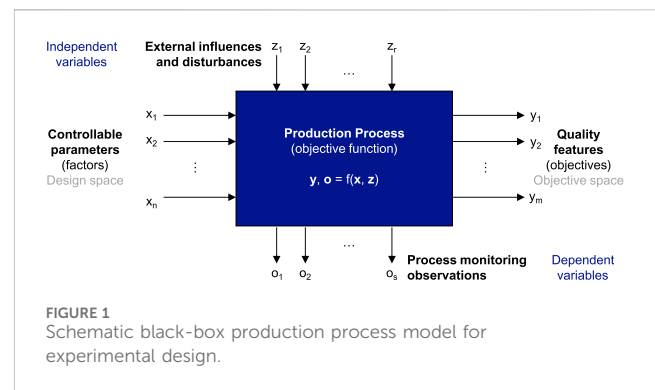 Independent
variables
External influences
and disturbances
z1 z2 ... zr
Controllable
parameters
(factors)
Design space
x1
x2
⋮
xn
Production Process
(objective function)
y, o = f(x, z)
y1
y2
⋮
ym
Quality
features
(objectives)
Objective space
...
o1 o2 os
Process monitoring
observations
Dependent
variables
FIGURE 1
Schematic black-box production process model for
experimental design.